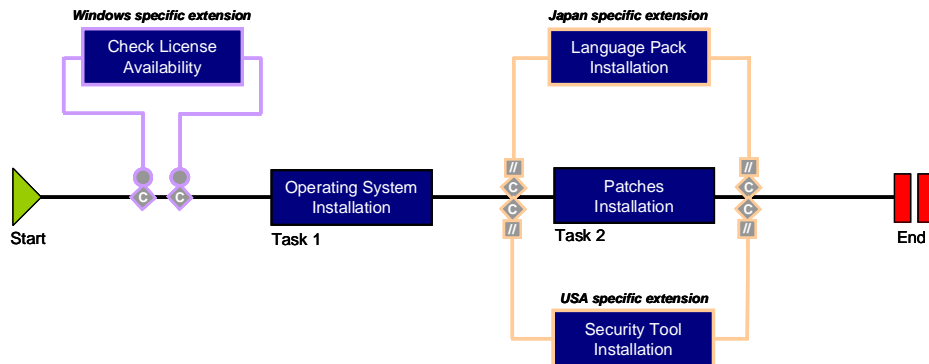 Windows specific extension
Check License
Availability
Japan specific extension
Language Pack
Installation
//
//
C
C
C
C
Start
Operating System
Installation
Task 1
Patches
Installation
Task 2
C
C
//
//
End
USA specific extension
Security Tool
Installation